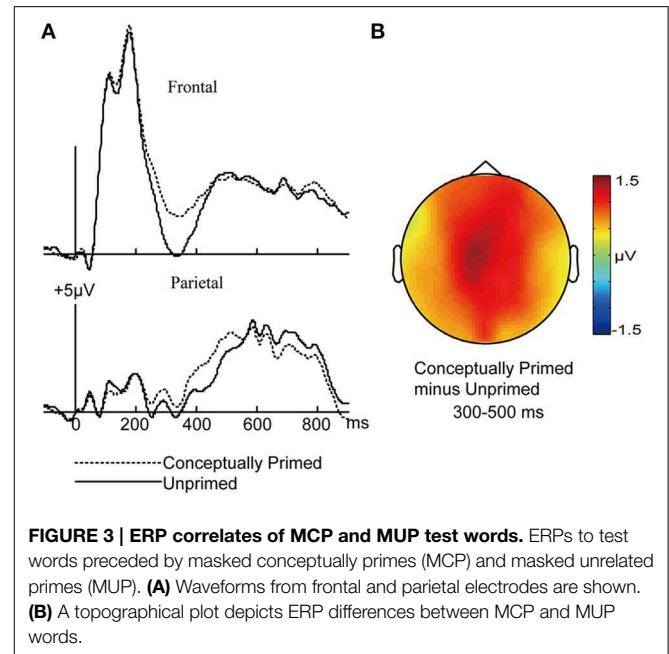 A
B
Frontal
Parietal
+5µV
0 200 400 600 800 ms
Conceptually Primed
Unprimed
1.5
µV
-1.5
Conceptually Primed
minus Unprimed
300-500 ms
FIGURE 3 | ERP correlates of MCP and MUP test words. ERPs to test
words preceded by masked conceptually primes (MCP) and masked unrelated
primes (MUP). (A) Waveforms from frontal and parietal electrodes are shown.
(B) A topographical plot depicts ERP differences between MCP and MUP
words.